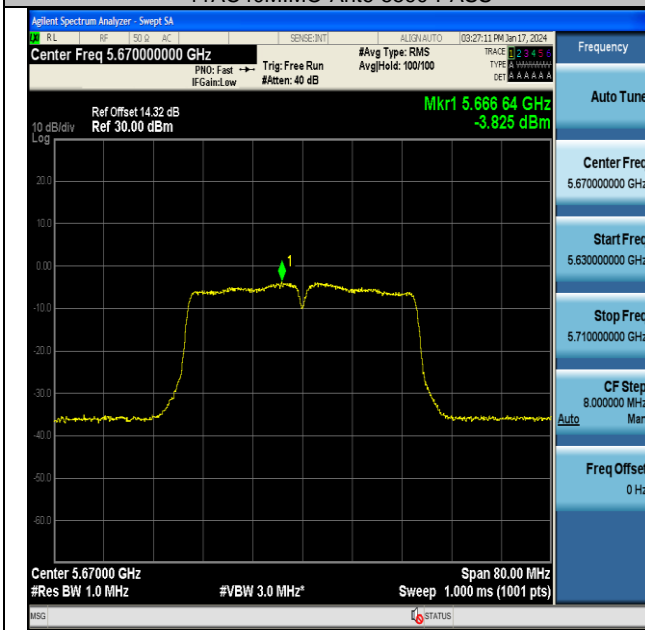 Agilent Spectrum Analyzer - Swept SA
RL RF 50 Ω AC SENSE:INT ALIGN AUTO 03:27:11 PM Jan 17, 2024
Center Freq 5.670000000 GHz #Avg Type: RMS TRACE 1 2 3 4 5 6
PNO: Fast Trig: Free Run Avg|Hold: 100/100 TYPE A
IFGain:Low #Atten: 40 dB DET A A A A A A
Frequency
Auto Tune
Mkr1 5.666 64 GHz
-3.825 dBm
Ref Offset 14.32 dB
10 dB/div Ref 30.00 dBm
Log
20.0
10.0
0.00
-10.0
-20.0
-30.0
-40.0
-50.0
-60.0
1
Center Freq
5.670000000 GHz
Start Freq
5.630000000 GHz
Stop Freq
5.710000000 GHz
CF Step
8.000000 MHz
Auto Man
Freq Offset
0 Hz
Center 5.67000 GHz Span 80.00 MHz
#Res BW 1.0 MHz #VBW 3.0 MHz* Sweep 1.000 ms (1001 pts)
MSG STATUS